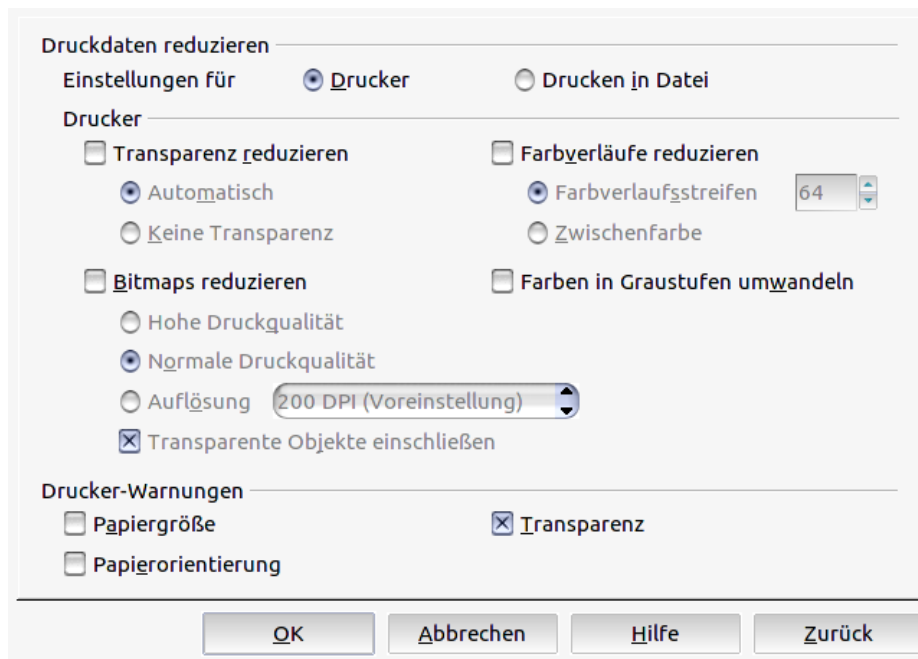 Druckdaten reduzieren
Einstellungen für Drucker Drucken in Datei
Drucker
Transparenz reduzieren Farbverläufe reduzieren
Automatisch Farbverlaufsstreifen 64
Keine Transparenz Zwischenfarbe
Bitmaps reduzieren Farben in Graustufen umwandeln
Hohe Druckqualität
Normale Druckqualität
Auflösung 200 DPI (Voreinstellung)
Transparente Objekte einschließen
Drucker-Warnungen
Papiergröße Transparenz
Papierorientierung
OK Abbrechen Hilfe Zurück